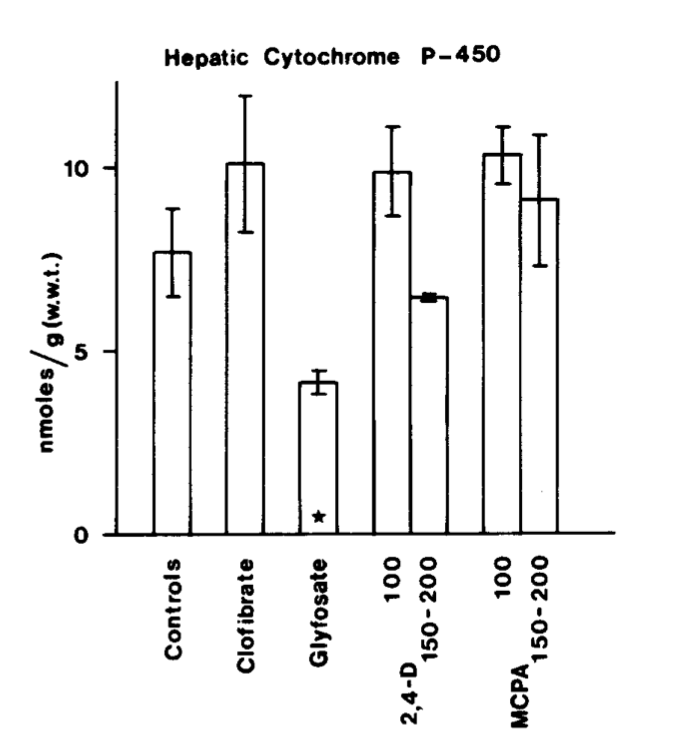 Hepatic Cytochrome P-450
nmoles/g (w.w.t.)
10
5
0
★
Controls
Clofibrate
Glyfosate
100
150-200
2,4-D
100
150-200
MCPA